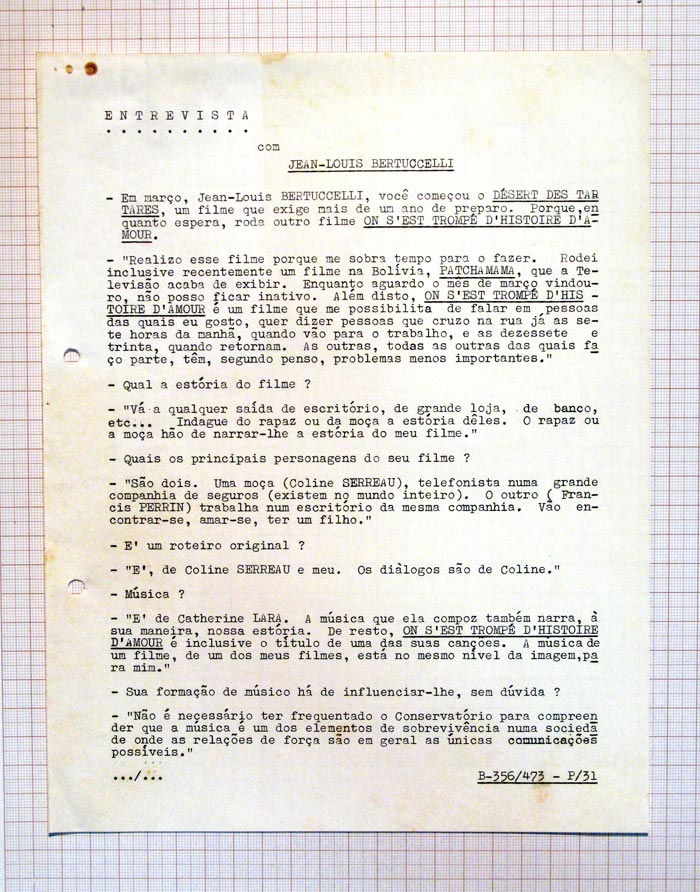 E N T R E V I S T A
. . . . . . . . . .
com
JEAN-LOUIS BERTUCCELLI
- Em março, Jean-Louis BERTUCCELLI, você começou o DÉSERT DES TAR
TARES, um filme que exige mais de um ano de preparo. Porque,en
quanto espera, roda outro filme ON S'EST TROMPÉ D'HISTOIRE D'A-
MOUR.
- "Realizo esse filme porque me sobra tempo para o fazer. Rodei
inclusive recentemente um filme na Bolívia, PATCHAMAMA, que a Te-
levisão acaba de exibir. Enquanto aguardo o mês de março vindou-
ro, não posso ficar inativo. Além disto, ON S'EST TROMPÉ D'HIS -
TOIRE D'AMOUR é um filme que me possibilita de falar em pessoas
das quais eu gosto, quer dizer pessoas que cruzo na rua já as se-
te horas da manhã, quando vão para o trabalho, e as dezessete e
trinta, quando retornam. As outras, todas as outras das quais fa
ço parte, têm, segundo penso, problemas menos importantes."
- Qual a estória do filme ?
- "Vá a qualquer saída de escritório, de grande loja, de banco,
etc... Indague do rapaz ou da moça a estória dêles. O rapaz ou
a moça hão de narrar-lhe a estória do meu filme."
- Quais os principais personagens do seu filme ?
- "São dois. Uma moça (Coline SERREAU), telefonista numa grande
companhia de seguros (existem no mundo inteiro). O outro ( Fran-
cis PERRIN) trabalha num escritório da mesma companhia. Vão en-
contrar-se, amar-se, ter um filho."
- E' um roteiro original ?
- "E', de Coline SERREAU e meu. Os diàlogos são de Coline."
- Música ?
- "E' de Catherine LARA. A música que ela compoz também narra, à
sua maneira, nossa estória. De resto, ON S'EST TROMPÉ D'HISTOIRE
D'AMOUR é inclusive o título de uma das suas canções. A música de
um filme, de um dos meus filmes, está no mesmo nível da imagem,pa
ra mim."
- Sua formação de músico há de influenciar-lhe, sem dúvida ?
- "Não é necessário ter frequentado o Conservatório para compreen
der que a música é um dos elementos de sobrevivência numa socieda
de onde as relações de força são em geral as únicas comunicações
possíveis."
.../...    B-356/473 - P/31